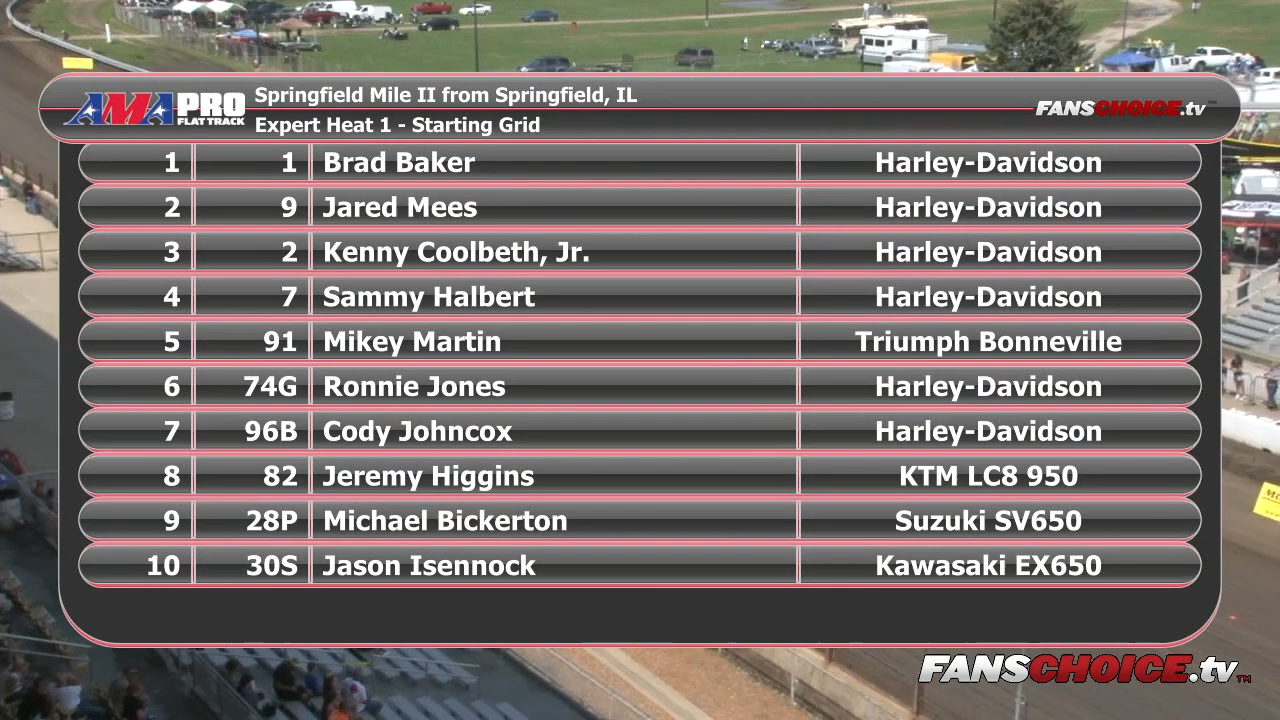 AMA PRO
FLAT TRACK
Springfield Mile II from Springfield, IL
Expert Heat 1 - Starting Grid
FANSCHOICE.tv™
1 1 Brad Baker Harley-Davidson
2 9 Jared Mees Harley-Davidson
3 2 Kenny Coolbeth, Jr. Harley-Davidson
4 7 Sammy Halbert Harley-Davidson
5 91 Mikey Martin Triumph Bonneville
6 74G Ronnie Jones Harley-Davidson
7 96B Cody Johncox Harley-Davidson
8 82 Jeremy Higgins KTM LC8 950
9 28P Michael Bickerton Suzuki SV650
10 30S Jason Isennock Kawasaki EX650
FANSCHOICE.tv™